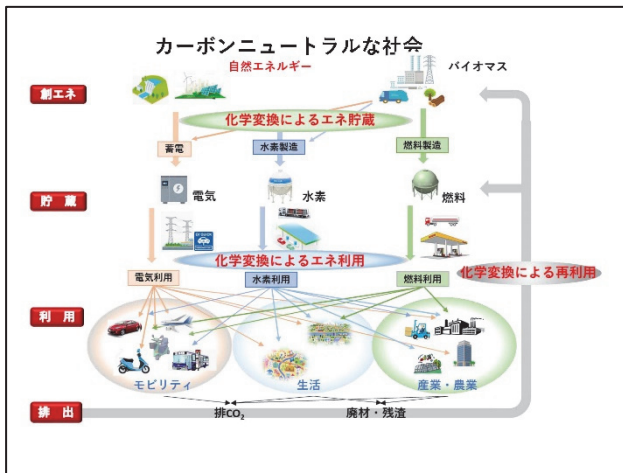 カーボンニュートラルな社会
自然エネルギー
バイオマス
創エネ
化学変換によるエネ貯蔵
蓄電
水素製造
燃料製造
貯 蔵
電気
水素
燃料
化学変換によるエネ利用
電気利用
水素利用
燃料利用
化学変換による再利用
利 用
モビリティ
生活
産業・農業
排 出
排CO₂
廃材・残渣